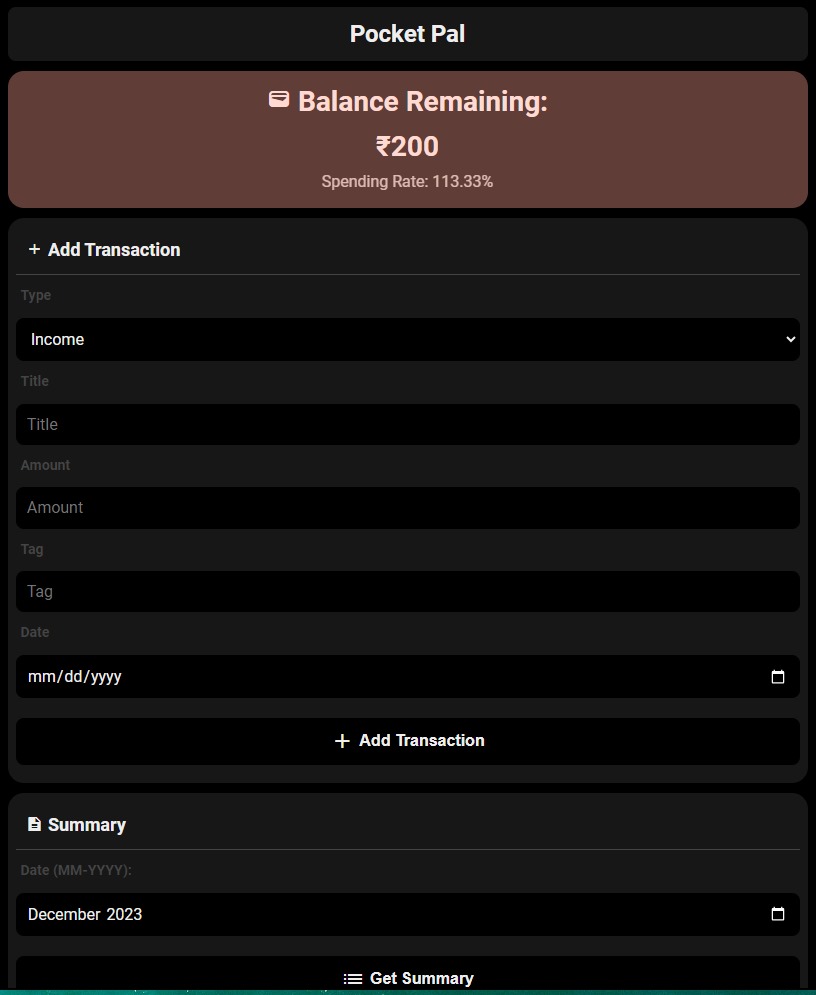 Pocket Pal
Balance Remaining:
₹200
Spending Rate: 113.33%
+ Add Transaction
Type
Income
Title
Title
Amount
Amount
Tag
Tag
Date
mm/dd/yyyy
+ Add Transaction
Summary
Date (MM-YYYY):
December 2023
Get Summary